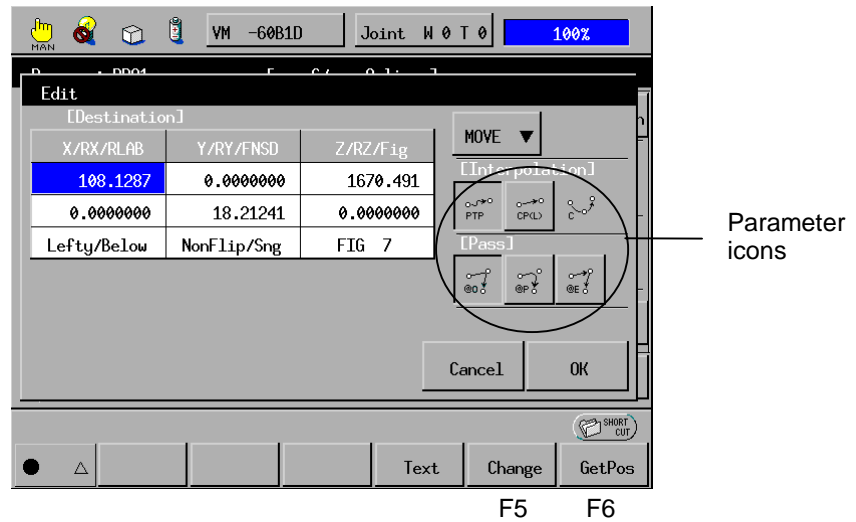 MAN
VM -60B1D
Joint W 0 T 0
100%
Edit
[Destination]
X/RX/RLAB Y/RY/FNSD Z/RZ/Fig
108.1287 0.0000000 1670.491
0.0000000 18.21241 0.0000000
Lefty/Below NonFlip/Sng FIG 7
MOVE ▼
[Interpolation]
PTP CP(L) C
[Pass]
@0 @P @E
Parameter
icons
Cancel OK
SHORT
CUT
Text Change GetPos
F5 F6